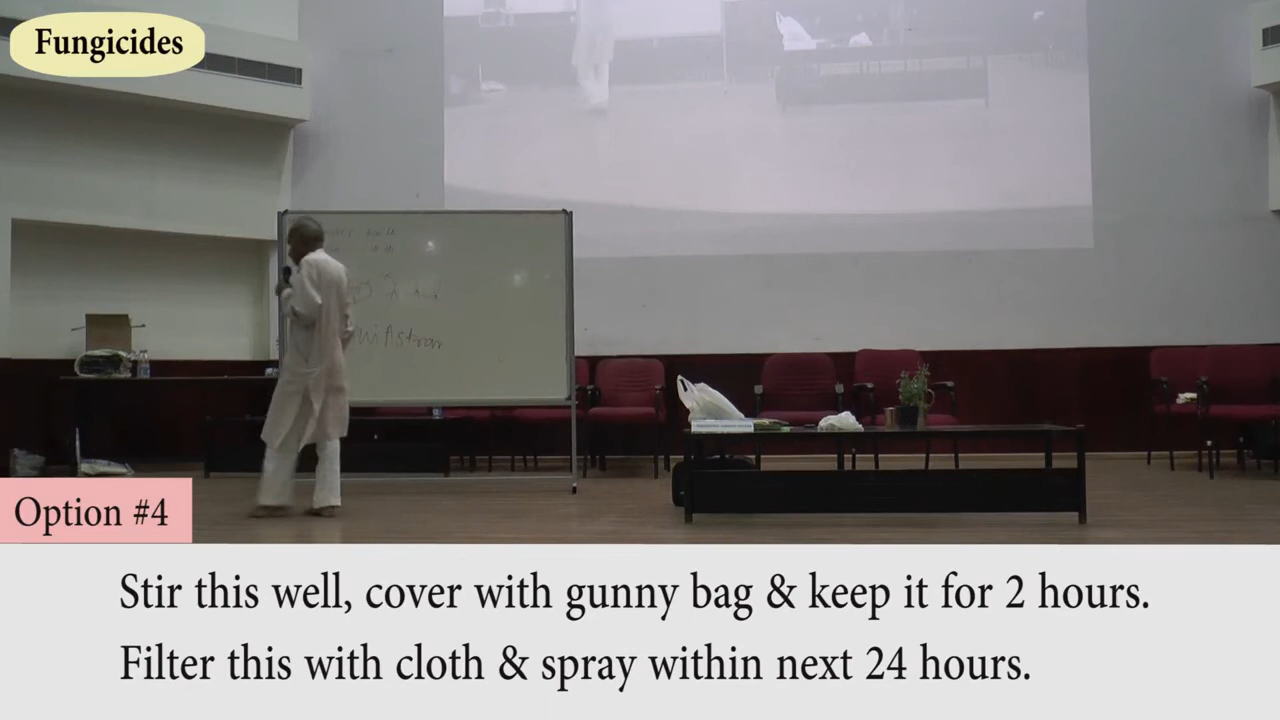 Fungicides
Option #4
Stir this well, cover with gunny bag & keep it for 2 hours.
Filter this with cloth & spray within next 24 hours.